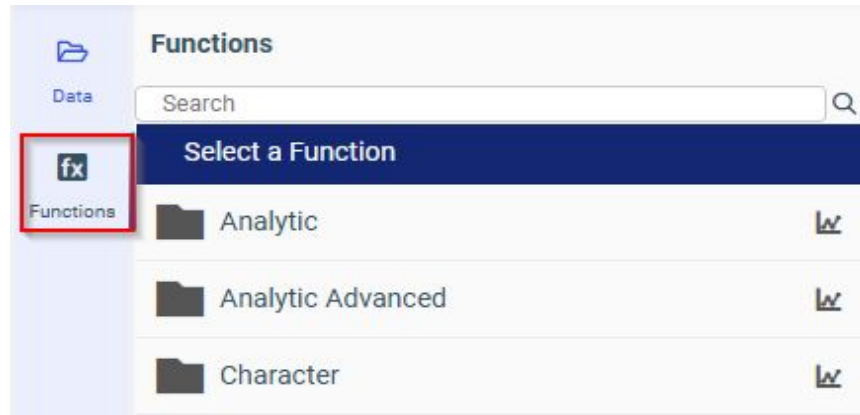 Data
fx
Functions
Functions
Search
Select a Function
Analytic
Analytic Advanced
Character